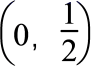 (0, 1/2)